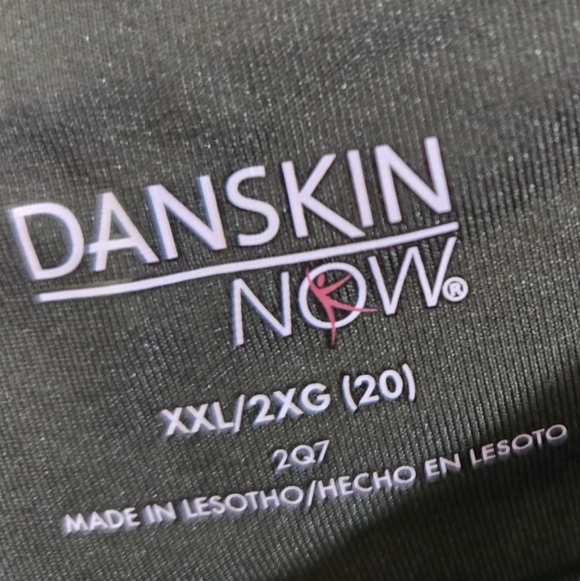 DANSKIN
NOW®
XXL/2XG (20)
2Q7
MADE IN LESOTHO/HECHO EN LESOTO